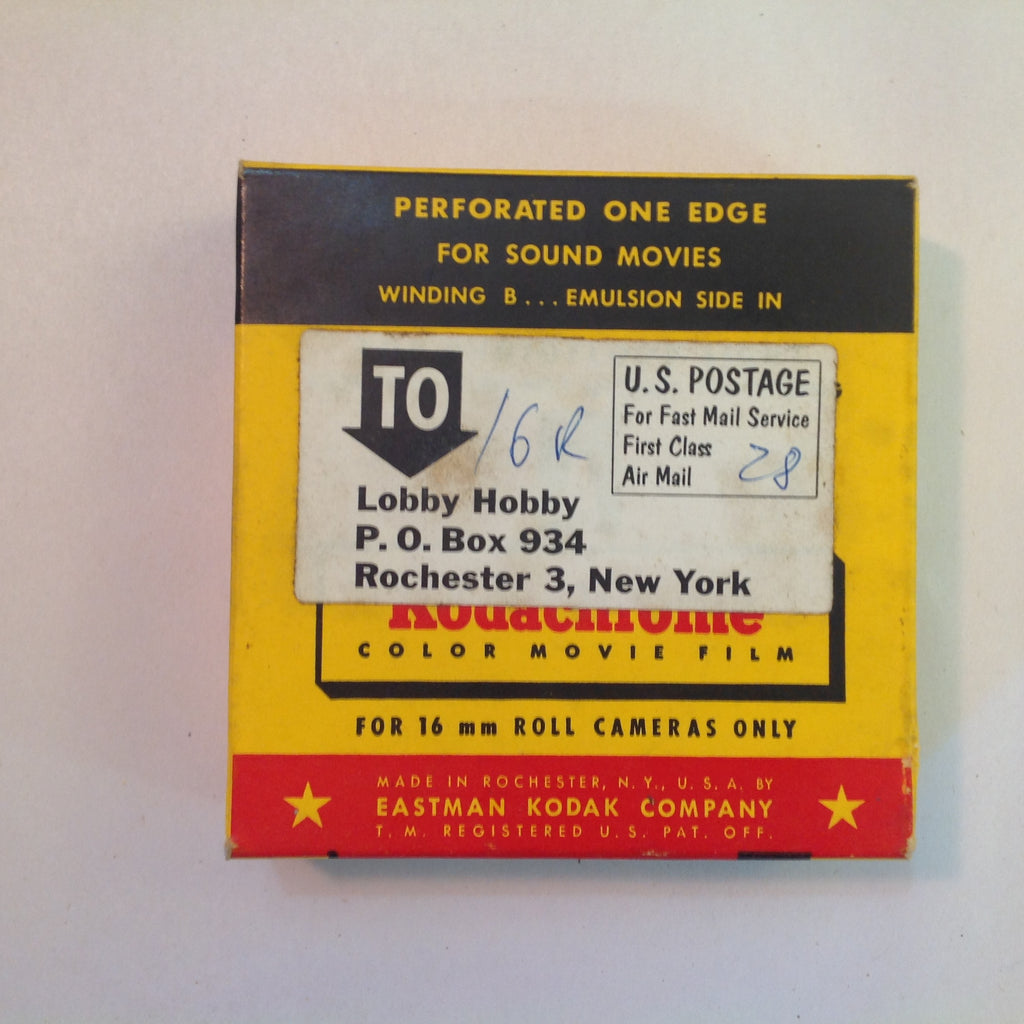 PERFORATED ONE EDGE
FOR SOUND MOVIES
WINDING B... EMULSION SIDE IN
TO
16R
U.S. POSTAGE
For Fast Mail Service
First Class
Air Mail
28
Lobby Hobby
P. O. Box 934
Rochester 3, New York
Kodachrome
COLOR MOVIE FILM
FOR 16 mm ROLL CAMERAS ONLY
MADE IN ROCHESTER, N. Y., U. S. A. BY
EASTMAN KODAK COMPANY
T. M. REGISTERED U. S. PAT. OFF.